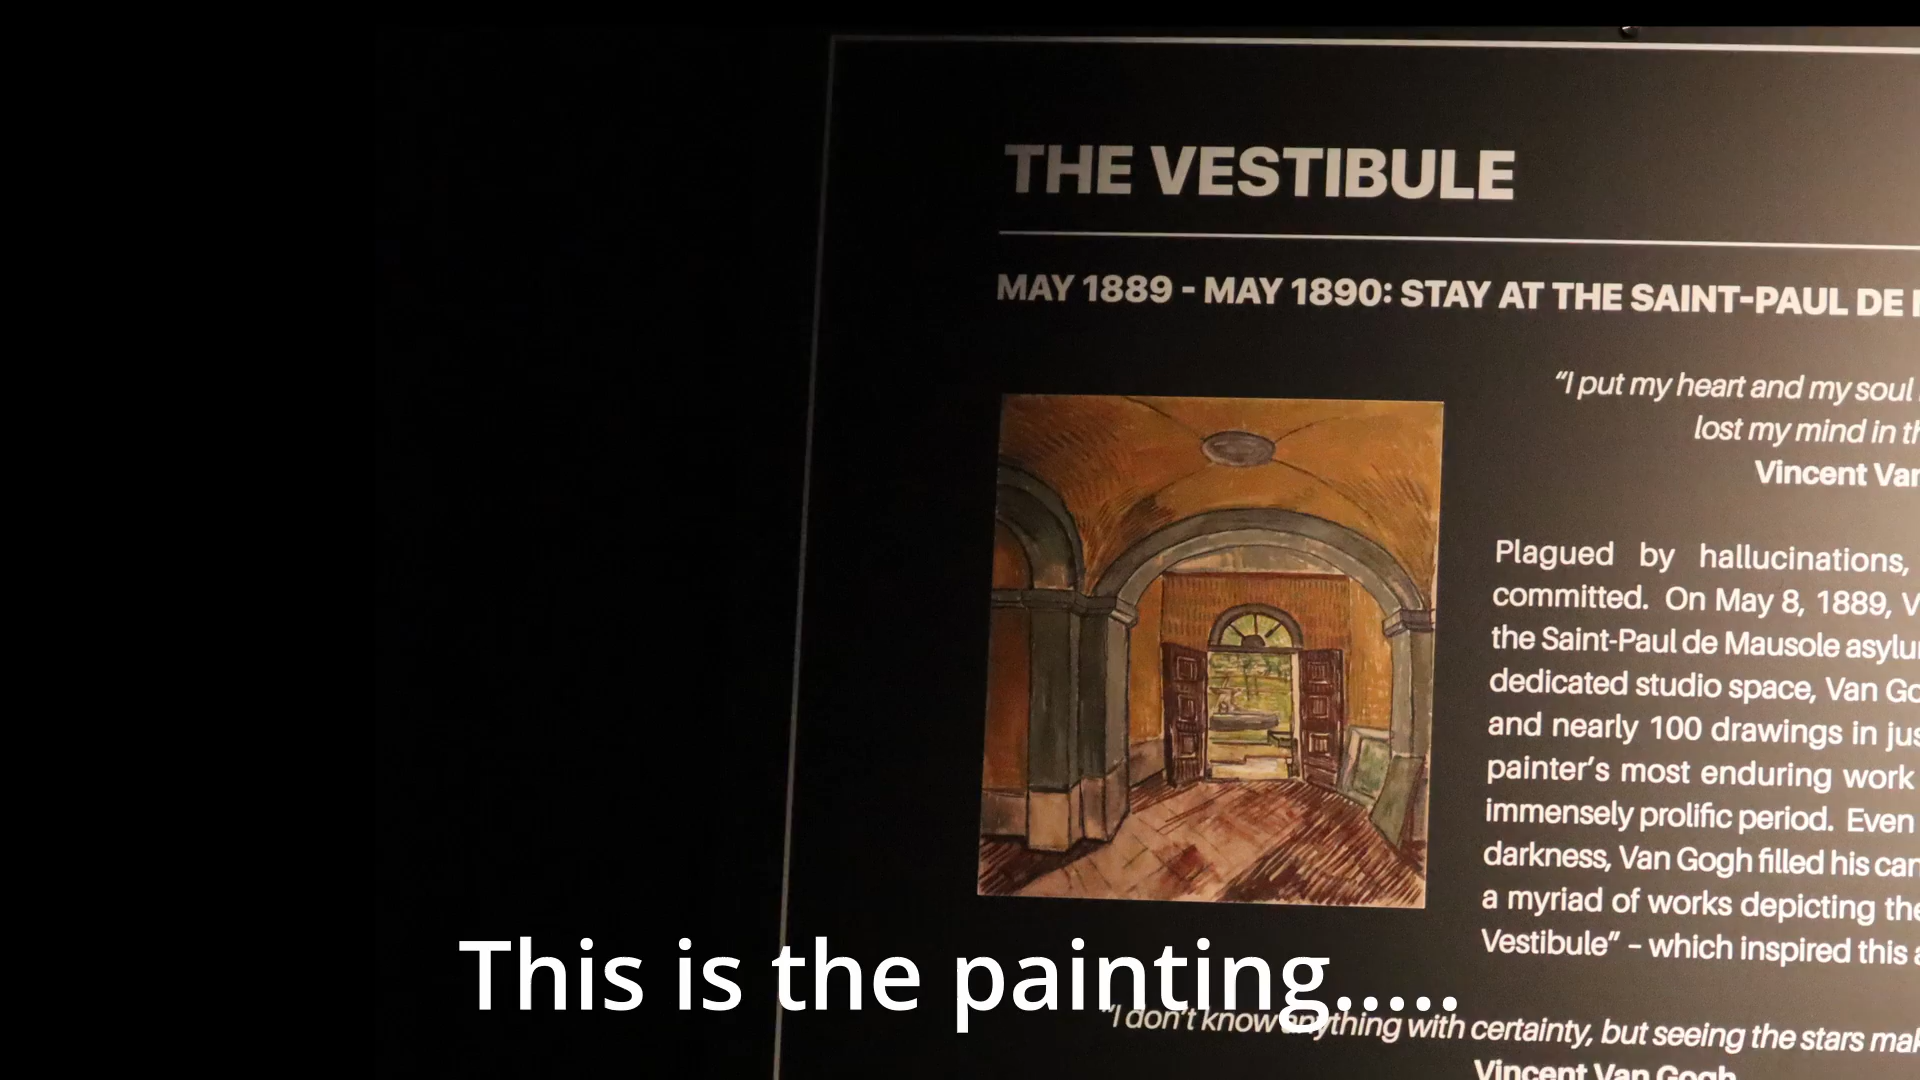 THE VESTIBULE
MAY 1889 - MAY 1890: STAY AT THE SAINT-PAUL DE
“I put my heart and my soul
lost my mind in
Vincent
Plagued by hallucinations,
committed. On May 8, 1889,
the Saint-Paul de Mausole
dedicated studio space, Van
and nearly 100 drawings in
painter’s most enduring work
immensely prolific period. Even
darkness, Van Gogh filled his
a myriad of works depicting
Vestibule” – which inspired this
This is the painting.....
“I don’t know anything with certainty, but seeing the stars
Vincent Van Gogh